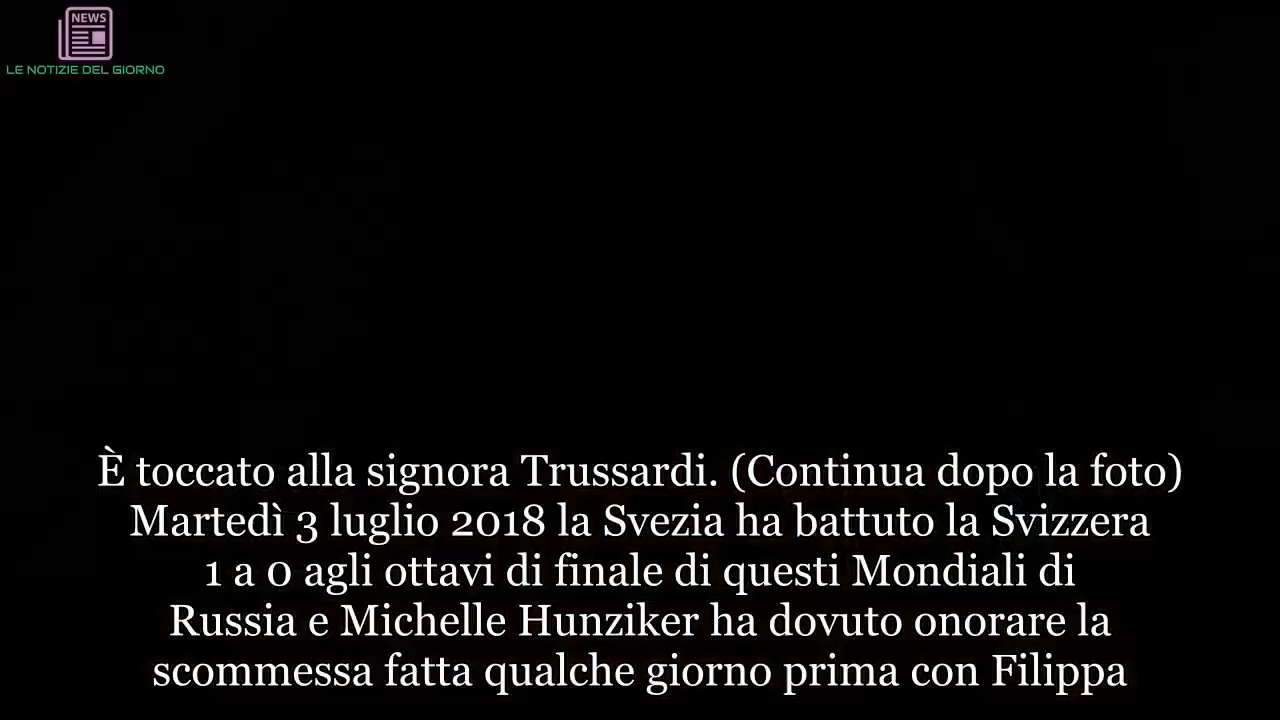 NEWS
LE NOTIZIE DEL GIORNO
È toccato alla signora Trussardi. (Continua dopo la foto)
Martedì 3 luglio 2018 la Svezia ha battuto la Svizzera
1 a 0 agli ottavi di finale di questi Mondiali di
Russia e Michelle Hunziker ha dovuto onorare la
scommessa fatta qualche giorno prima con Filippa